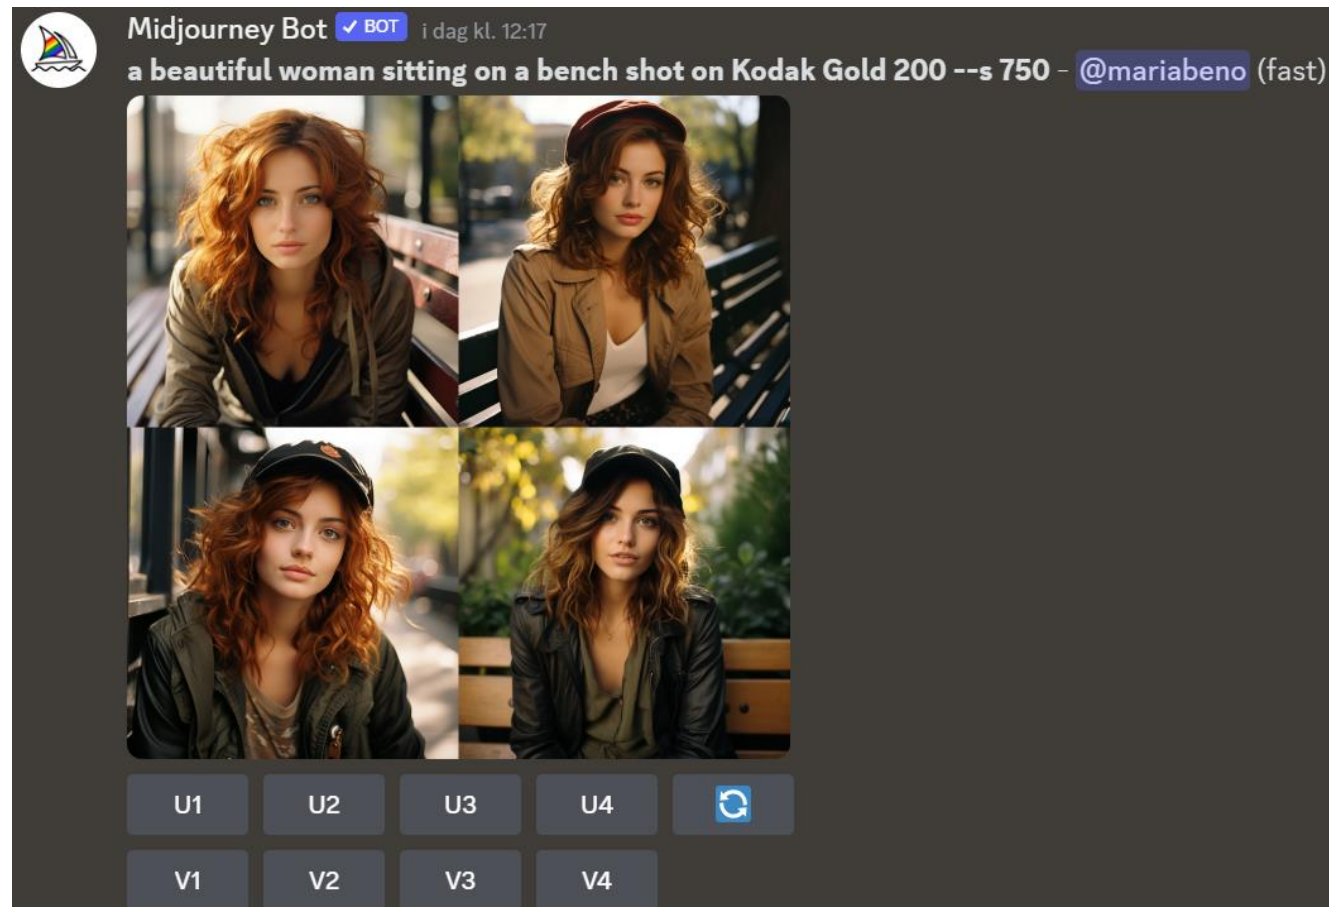 Midjourney Bot ✓ BOT i dag kl. 12:17
a beautiful woman sitting on a bench shot on Kodak Gold 200 --s 750 - @mariabeno (fast)
U1 U2 U3 U4
V1 V2 V3 V4